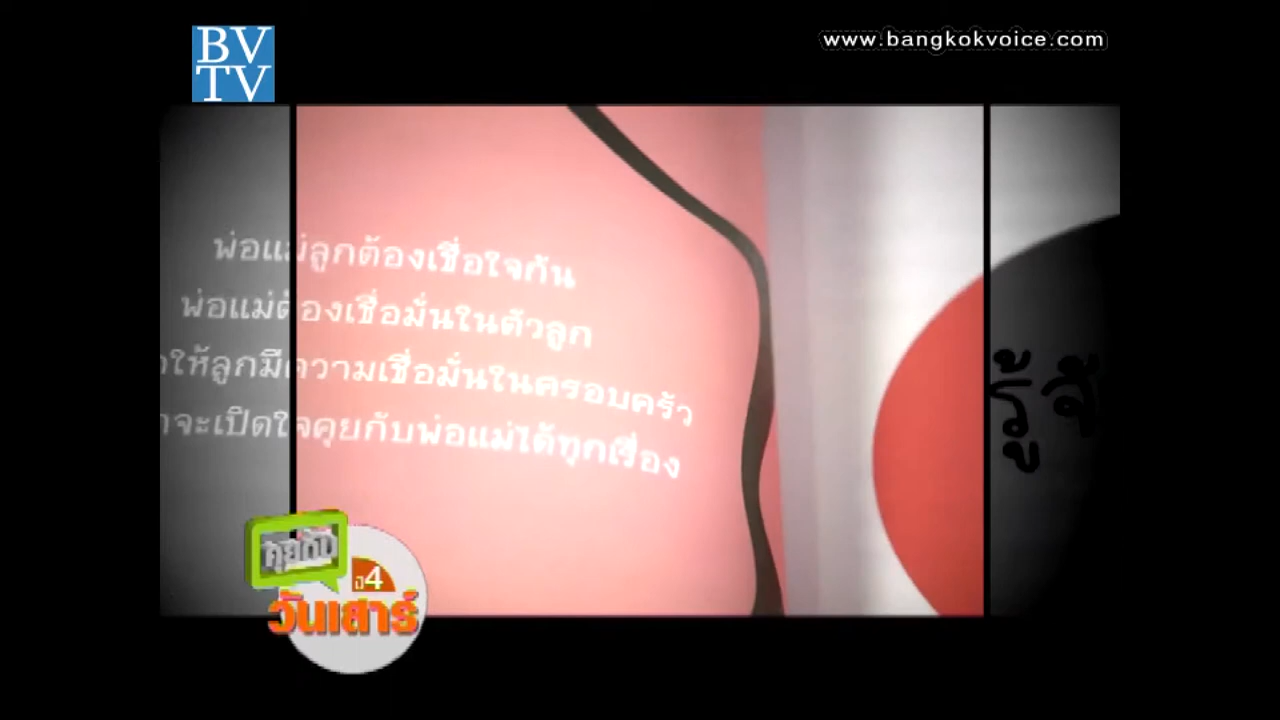 BV
TV
www.bangkokvoice.com
พ่อแม่ลูกต้องเชื่อใจกัน
พ่อแม่ต้องเชื่อมั่นในตัวลูก
ให้ลูกมีความเชื่อมั่นในครอบครัว
จะเปิดใจคุยกับพ่อแม่ได้ทุกเรื่อง
คุยกับ
ปี4
วันเสาร์